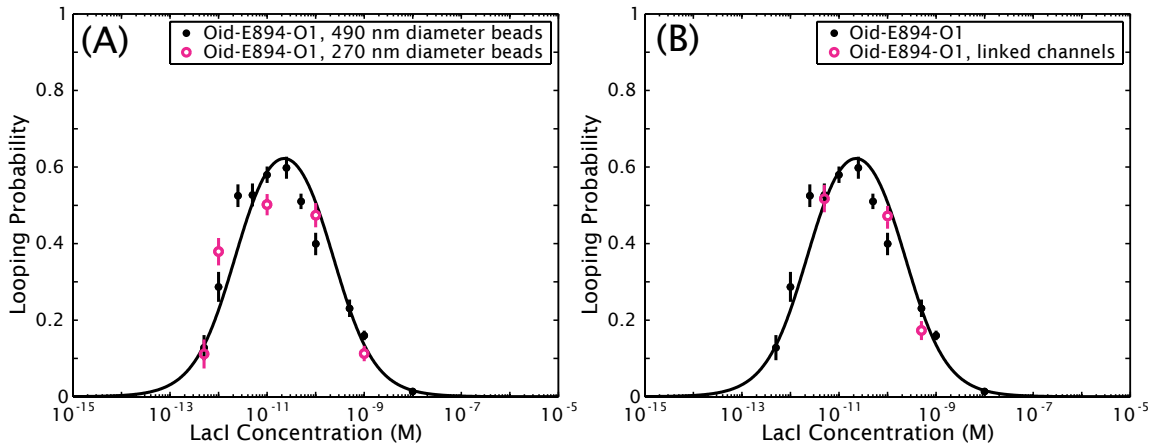 (A)
Oid-E894-O1, 490 nm diameter beads
Oid-E894-O1, 270 nm diameter beads
1
0.8
0.6
0.4
0.2
0
Looping Probability
10^-15 10^-13 10^-11 10^-9 10^-7 10^-5
LacI Concentration (M)
(B)
Oid-E894-O1
Oid-E894-O1, linked channels
1
0.8
0.6
0.4
0.2
0
Looping Probability
10^-15 10^-13 10^-11 10^-9 10^-7 10^-5
LacI Concentration (M)